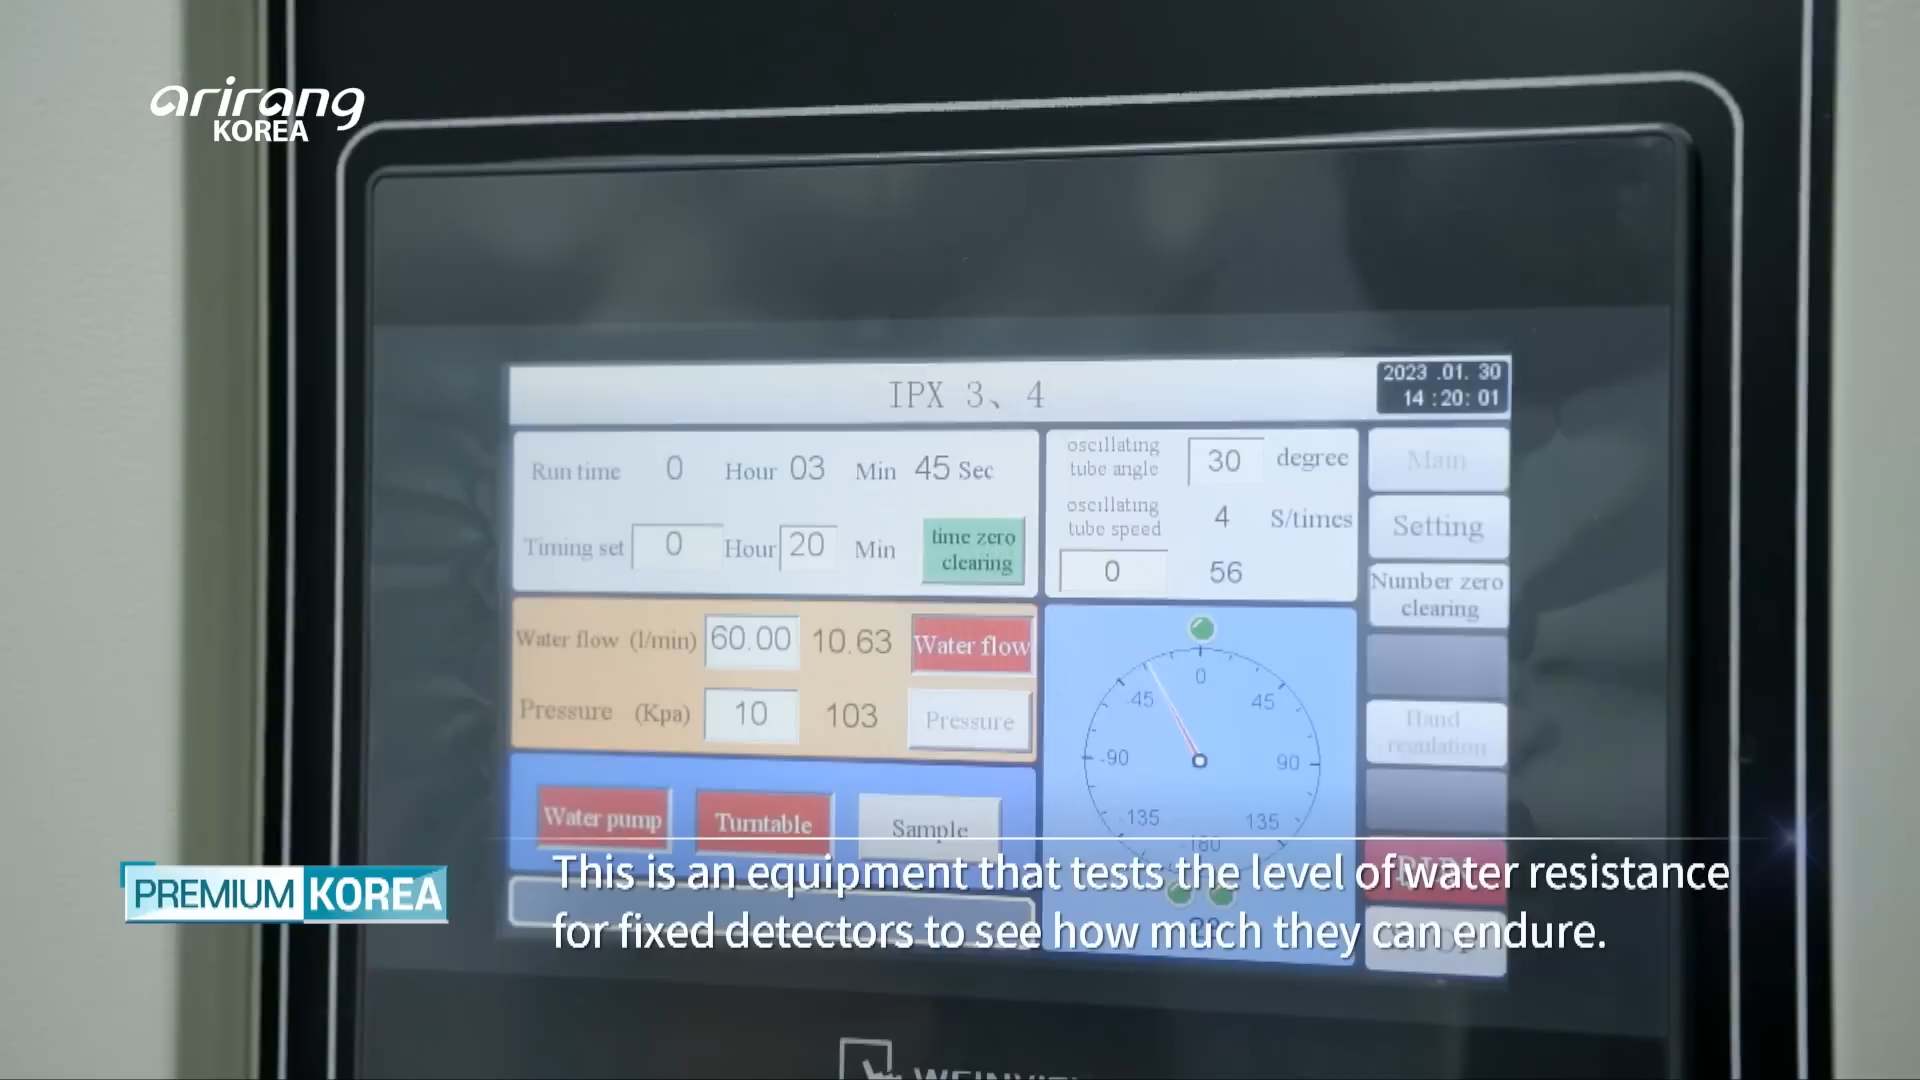 arirang
KOREA
IPX 3、4
2023 .01. 30
14 :20: 01
Run time 0 Hour 03 Min 45 Sec
Timing set 0 Hour 20 Min
time zero
clearing
oscillating
tube angle 30 degree
oscillating
tube speed 4 S/times
0 56
Main
Setting
Number zero
clearing
Hand
regulation
Water flow (l/min) 60.00 10.63 Water flow
Pressure (Kpa) 10 103 Pressure
Water pump Turntable Sample
0
-45 45
-90 90
-135 135
-180
PREMIUM KOREA
This is an equipment that tests the level of water resistance
for fixed detectors to see how much they can endure.